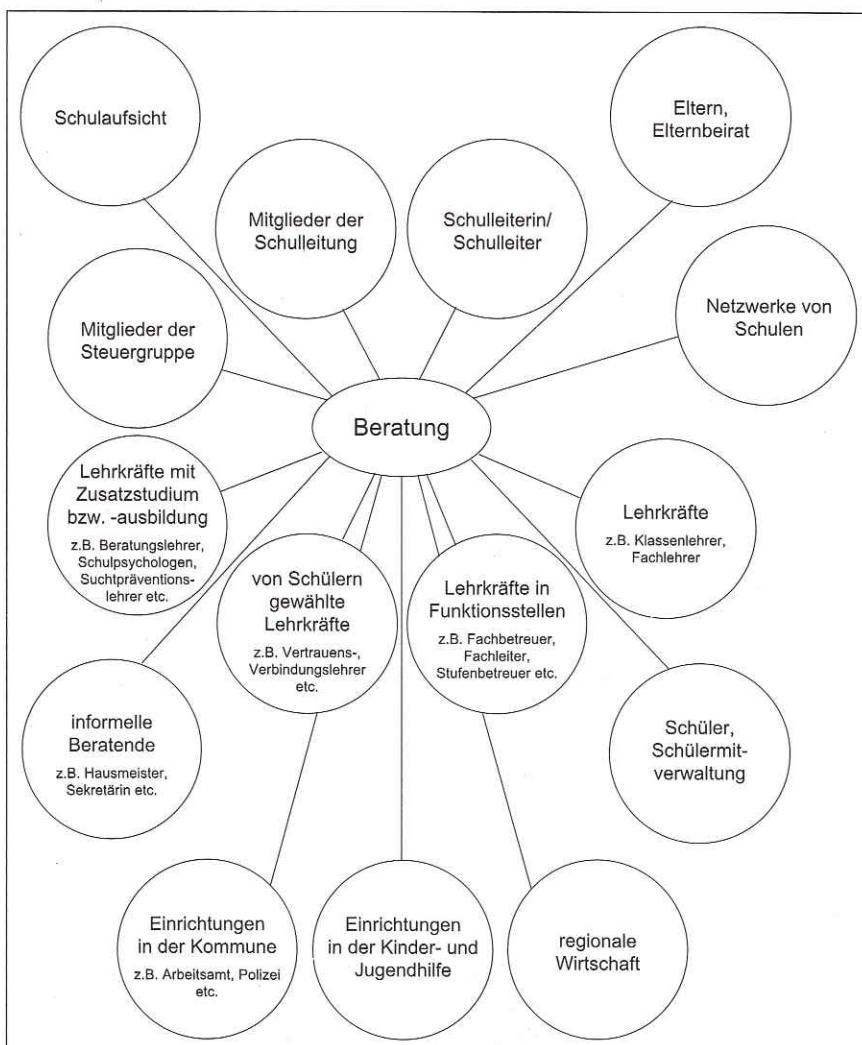 Schulaufsicht
Eltern,
Elternbeirat
Mitglieder der
Schulleitung
Schulleiterin/
Schulleiter
Mitglieder der
Steuergruppe
Netzwerke von
Schulen
Beratung
Lehrkräfte mit
Zusatzstudium
bzw. -ausbildung
z.B. Beratungslehrer,
Schulpsychologen,
Suchtpräventions-
lehrer etc.
von Schülern
gewählte
Lehrkräfte
z.B. Vertrauens-,
Verbindungslehrer
etc.
Lehrkräfte in
Funktionsstellen
z.B. Fachbetreuer,
Fachleiter,
Stufenbetreuer etc.
Lehrkräfte
z.B. Klassenlehrer,
Fachlehrer
informelle
Beratende
z.B. Hausmeister,
Sekretärin etc.
Schüler,
Schülermit-
verwaltung
Einrichtungen
in der Kommune
z.B. Arbeitsamt, Polizei
etc.
Einrichtungen
in der Kinder- und
Jugendhilfe
regionale
Wirtschaft